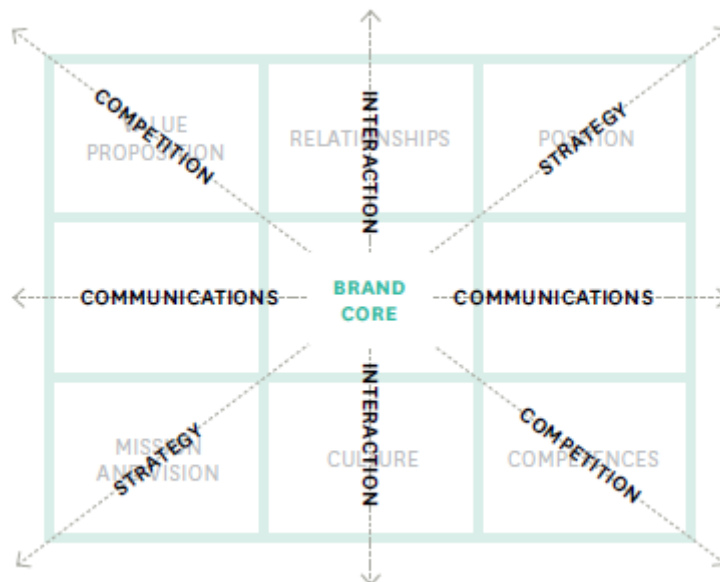 COMPETITION
VALUE
PROPOSITION
INTERACTION
RELATIONSHIPS
STRATEGY
POSITION
COMMUNICATIONS
BRAND
CORE
COMMUNICATIONS
STRATEGY
MISSION
AND VISION
INTERACTION
CULTURE
COMPETITION
COMPETENCES